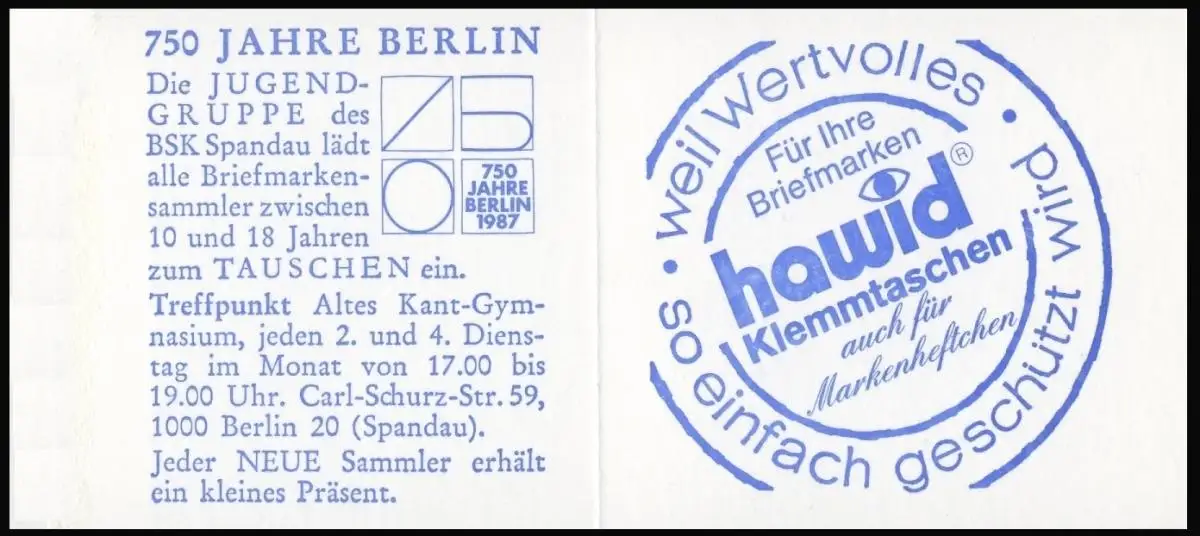 750 JAHRE BERLIN
Die JUGEND-
GRUPPE des
BSK Spandau lädt
alle Briefmarken-
sammler zwischen
10 und 18 Jahren
zum TAUSCHEN ein.
750
JAHRE
BERLIN
1987
Treffpunkt Altes Kant-Gym-
nasium, jeden 2. und 4. Diens-
tag im Monat von 17.00 bis
19.00 Uhr. Carl-Schurz-Str. 59,
1000 Berlin 20 (Spandau).
Jeder NEUE Sammler erhält
ein kleines Präsent.
• weil Wertvolles • so einfach geschützt wird
Für Ihre
Briefmarken
hawid®
Klemmtaschen
auch für
Markenheftchen